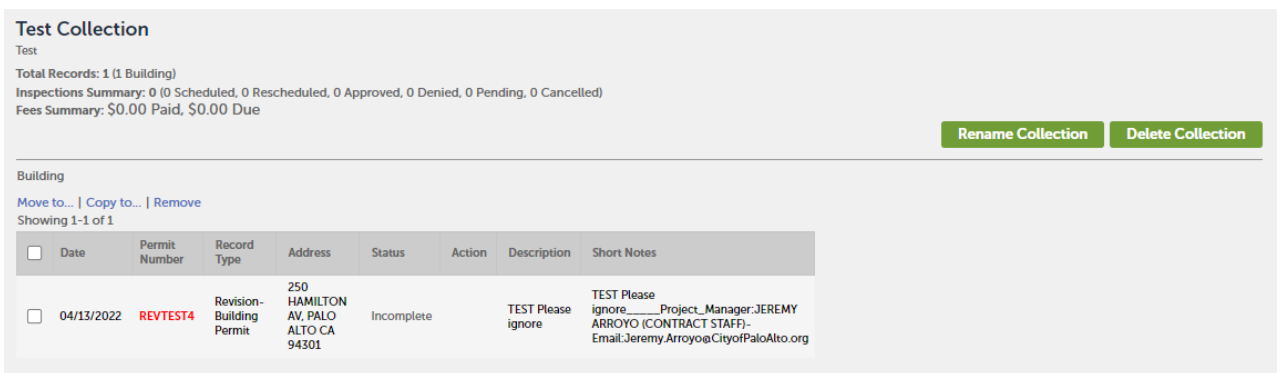 Test Collection
Test
Total Records: 1 (1 Building)
Inspections Summary: 0 (0 Scheduled, 0 Rescheduled, 0 Approved, 0 Denied, 0 Pending, 0 Cancelled)
Fees Summary: $0.00 Paid, $0.00 Due
Rename Collection Delete Collection
Building
Move to... | Copy to... | Remove
Showing 1-1 of 1
Date Permit Number Record Type Address Status Action Description Short Notes
04/13/2022 REVTEST4
Revision-
Building
Permit
250
HAMILTON
AV, PALO
ALTO CA
94301
Incomplete
TEST Please
ignore
TEST Please
ignore_____Project_Manager:JEREMY
ARROYO (CONTRACT STAFF)-
Email:Jeremy.Arroyo@CityofPaloAlto.org